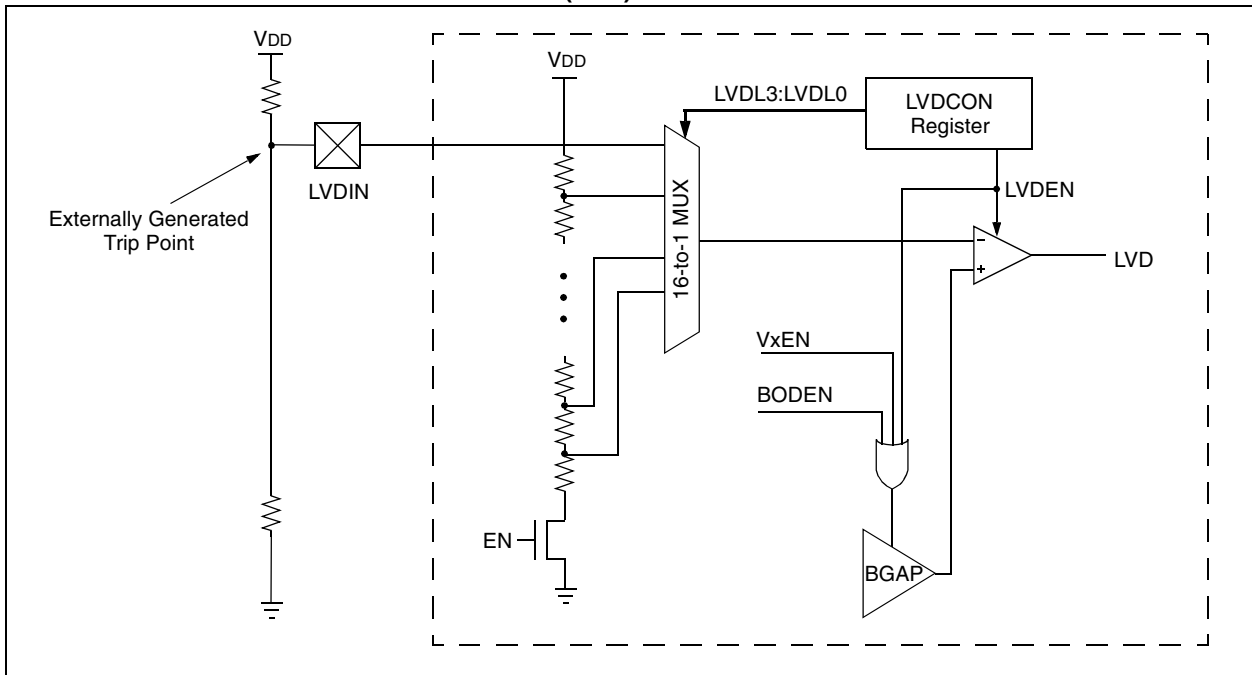 VDD
VDD
LVDL3:LVDL0
LVDCON
Register
LVDIN
16-to-1 MUX
LVDEN
Externally Generated
Trip Point
-
+
LVD
VxEN
BODEN
EN
BGAP